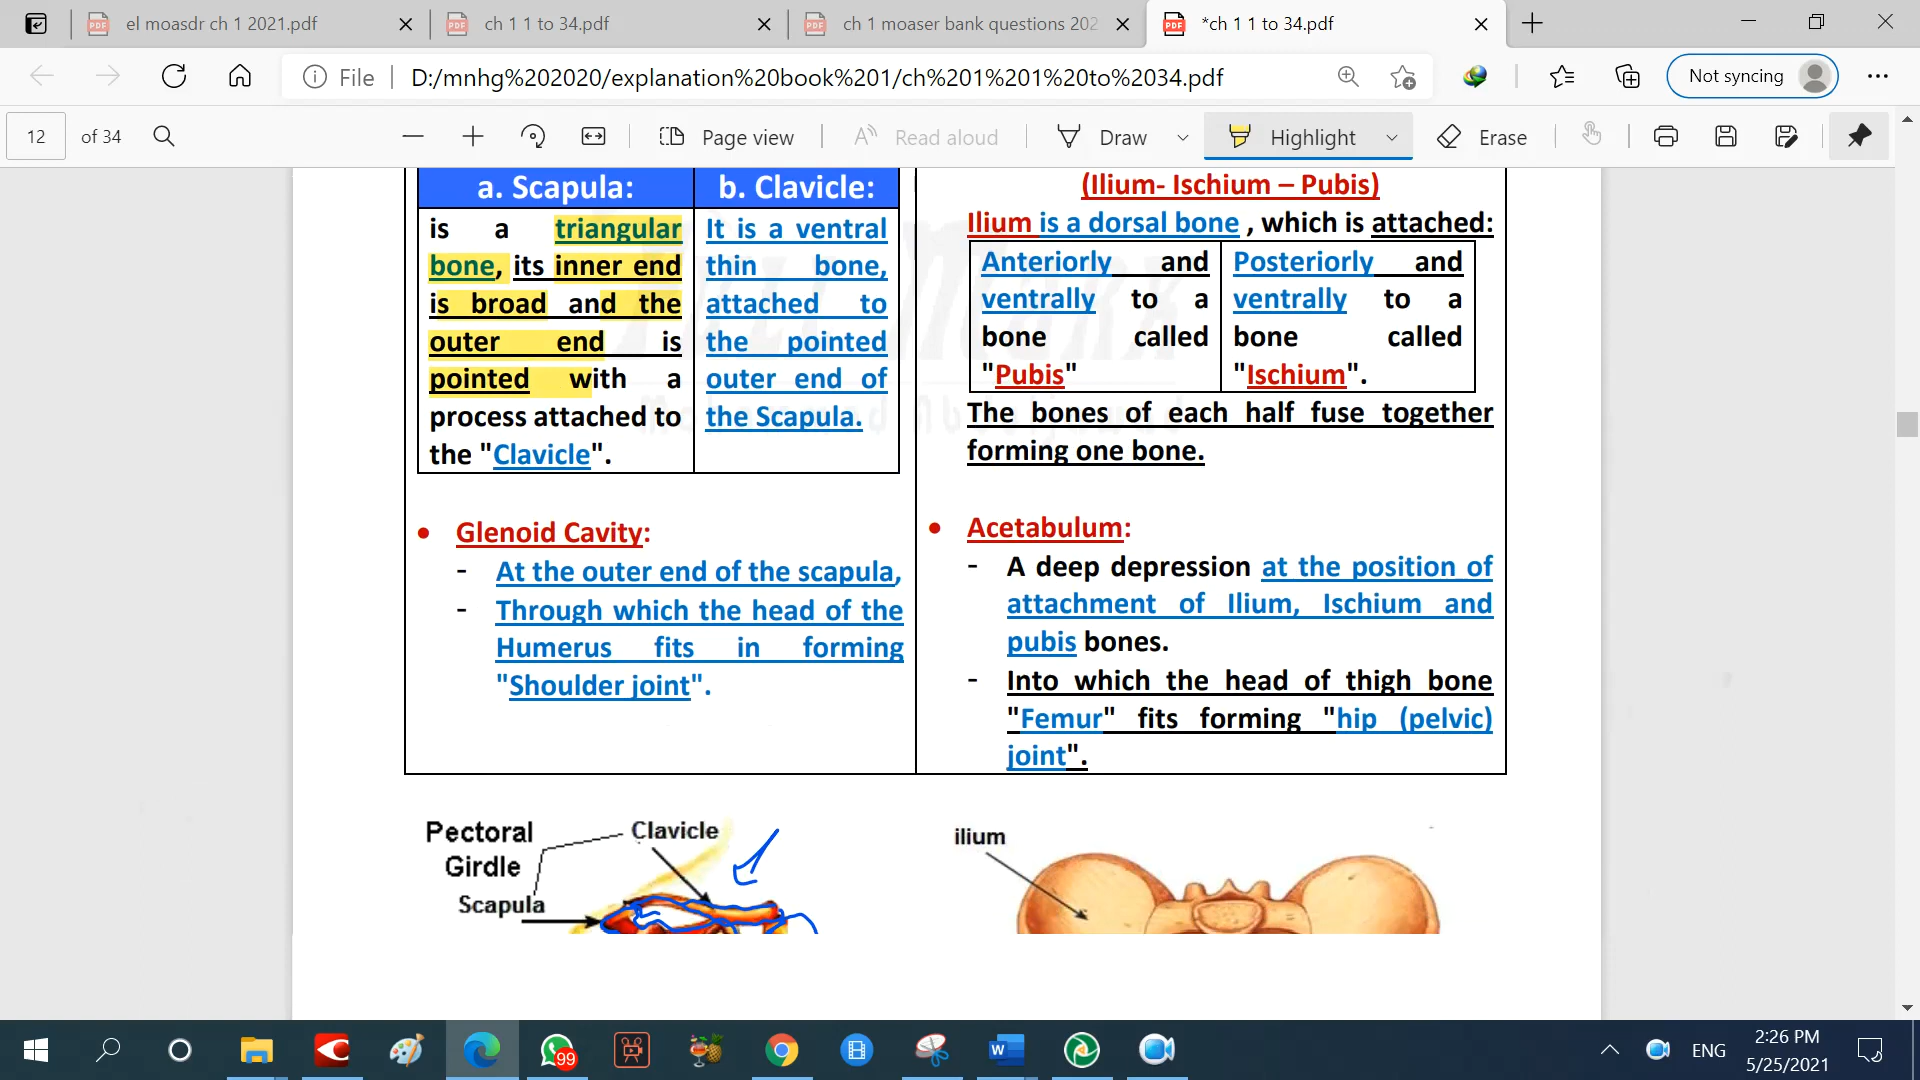 el moasdr ch 1 2021.pdf
ch 1 1 to 34.pdf
ch 1 moaser bank questions 202
*ch 1 1 to 34.pdf
File
D:/mnhg%202020/explanation%20book%201/ch%201%201%20to%2034.pdf
Not syncing
12 of 34
Page view
Read aloud
Draw
Highlight
Erase
a. Scapula:
is a triangular
bone, its inner end
is broad and the
outer end is
pointed with a
process attached to
the "Clavicle".
b. Clavicle:
It is a ventral
thin bone,
attached to
the pointed
outer end of
the Scapula.
• Glenoid Cavity:
- At the outer end of the scapula,
- Through which the head of the
Humerus fits in forming
"Shoulder joint".
(Ilium- Ischium – Pubis)
Ilium is a dorsal bone , which is attached:
Anteriorly and
ventrally to a
bone called
"Pubis"
Posteriorly and
ventrally to a
bone called
"Ischium".
The bones of each half fuse together
forming one bone.
• Acetabulum:
- A deep depression at the position of
attachment of Ilium, Ischium and
pubis bones.
- Into which the head of thigh bone
"Femur" fits forming "hip (pelvic)
joint".
Pectoral
Girdle
Clavicle
Scapula
ilium
99
ENG
2:26 PM
5/25/2021